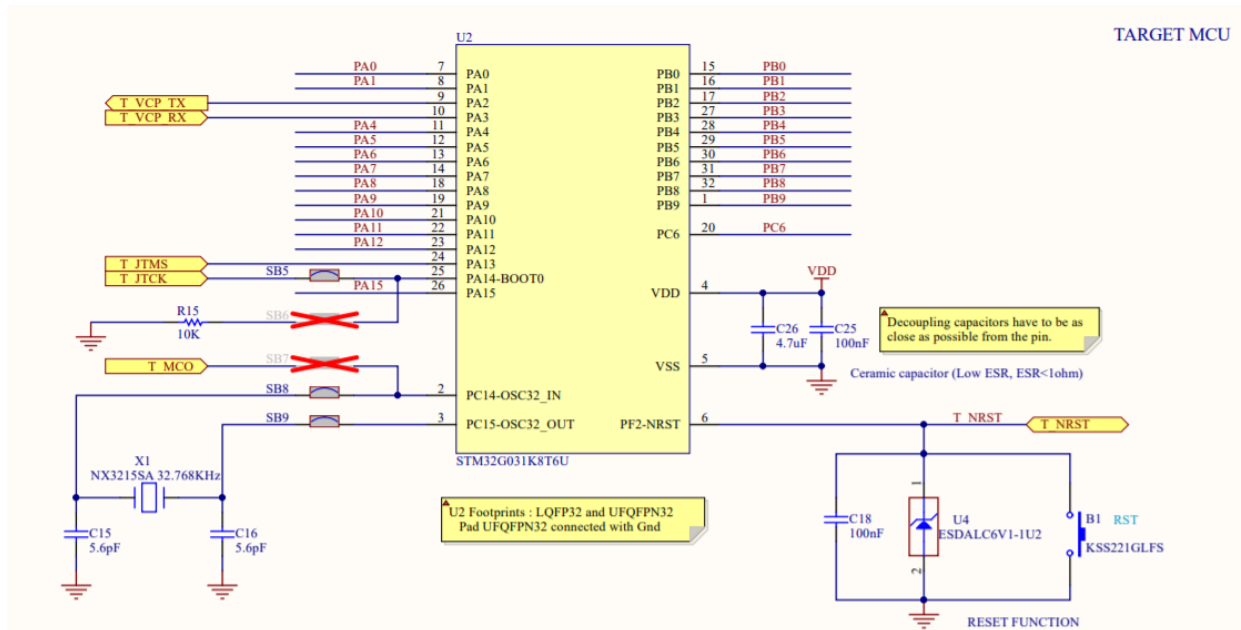 TARGET MCU
U2
PA0 7 PA0
PA1 8 PA1
T_VCP_TX 9 PA2
T_VCP_RX 10 PA3
PA4 11 PA4
PA5 12 PA5
PA6 13 PA6
PA7 14 PA7
PA8 18 PA8
PA9 19 PA9
PA10 21 PA10
PA11 22 PA11
PA12 23 PA12
T_JTMS 24 PA13
T_JTCK SB5 25 PA14-BOOT0
PA15 26 PA15
R15
10K
SB6
T_MCO SB7
SB8 2 PC14-OSC32_IN
SB9 3 PC15-OSC32_OUT
PB0 15 PB0
PB1 16 PB1
PB2 17 PB2
PB3 27 PB3
PB4 28 PB4
PB5 29 PB5
PB6 30 PB6
PB7 31 PB7
PB8 32 PB8
PB9 1 PB9
PC6 20 PC6
VDD 4
VDD
VSS 5
PF2-NRST 6
STM32G031K8T6U
C26
4.7uF
C25
100nF
Decoupling capacitors have to be as
close as possible from the pin.
Ceramic capacitor (Low ESR, ESR<1ohm)
T_NRST T_NRST
X1
NX3215SA 32.768KHz
C15
5.6pF
C16
5.6pF
U2 Footprints : LQFP32 and UFQFPN32
Pad UFQFPN32 connected with Gnd
C18
100nF
1
U4
ESDALC6V1-1U2
2
B1 RST
KSS221GLFS
RESET FUNCTION